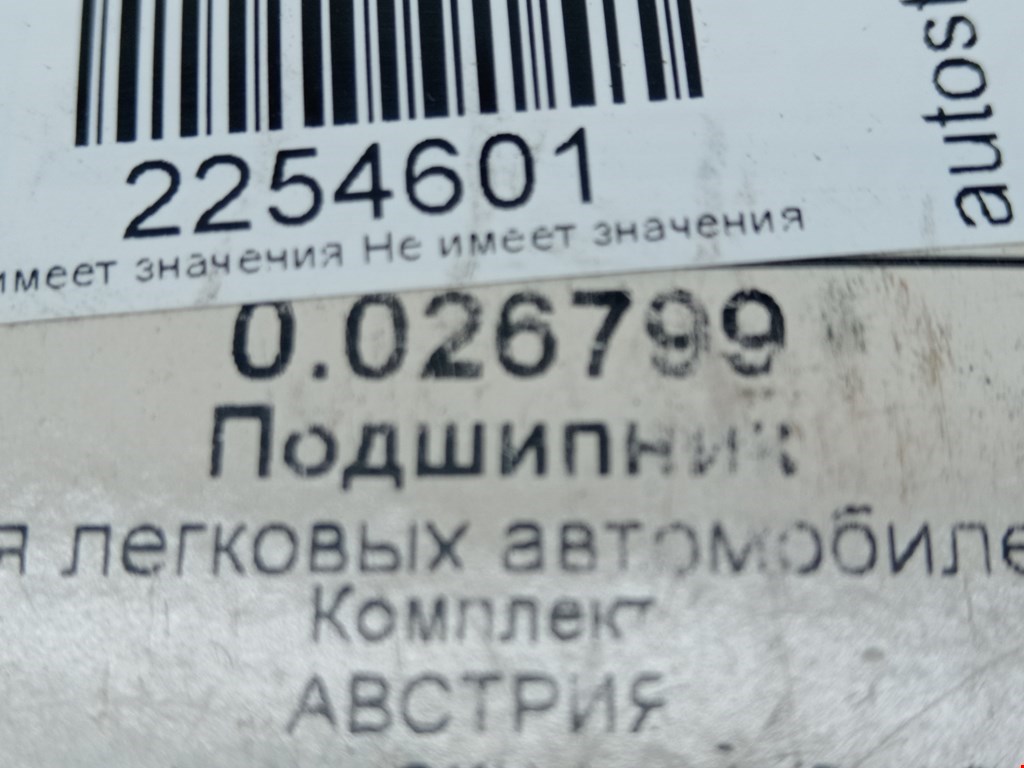 2254601
имеет значения Не имеет значения
autost
0.026799
Подшипник
я легковых автомобиле
Комплект
АВСТРИЯ